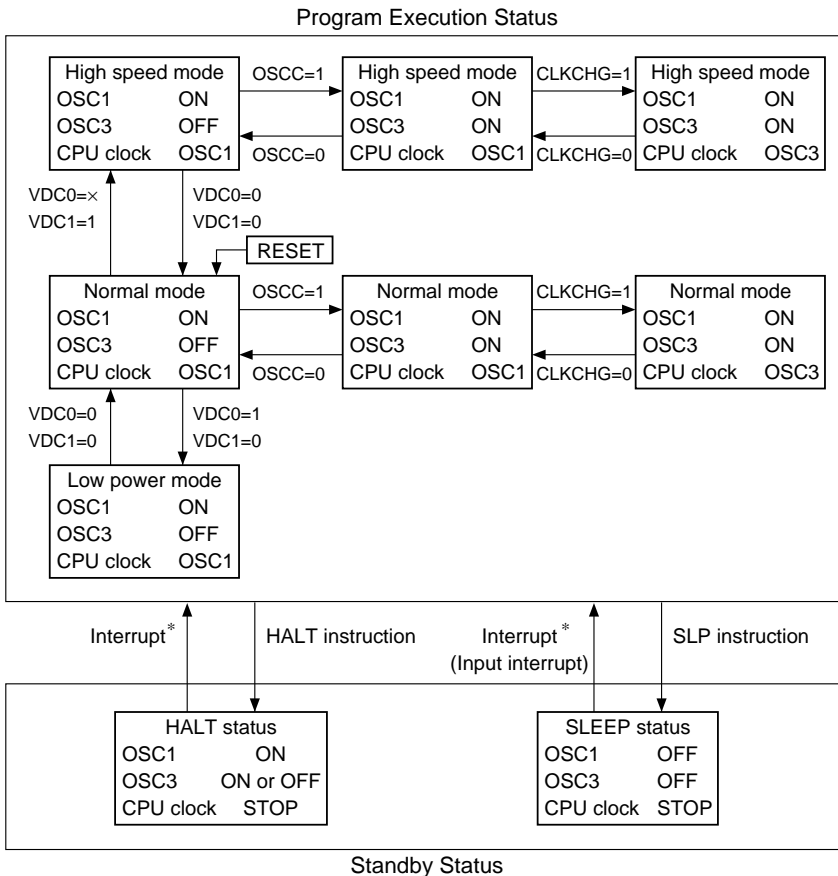 Program Execution Status
High speed mode
OSC1 ON
OSC3 OFF
CPU clock OSC1
OSCC=1
OSCC=0
High speed mode
OSC1 ON
OSC3 ON
CPU clock OSC1
CLKCHG=1
CLKCHG=0
High speed mode
OSC1 ON
OSC3 ON
CPU clock OSC3
VDC0=×
VDC1=1
VDC0=0
VDC1=0
RESET
Normal mode
OSC1 ON
OSC3 OFF
CPU clock OSC1
OSCC=1
OSCC=0
Normal mode
OSC1 ON
OSC3 ON
CPU clock OSC1
CLKCHG=1
CLKCHG=0
Normal mode
OSC1 ON
OSC3 ON
CPU clock OSC3
VDC0=0
VDC1=0
VDC0=1
VDC1=0
Low power mode
OSC1 ON
OSC3 OFF
CPU clock OSC1
Interrupt*
HALT instruction
Interrupt*
(Input interrupt)
SLP instruction
HALT status
OSC1 ON
OSC3 ON or OFF
CPU clock STOP
SLEEP status
OSC1 OFF
OSC3 OFF
CPU clock STOP
Standby Status